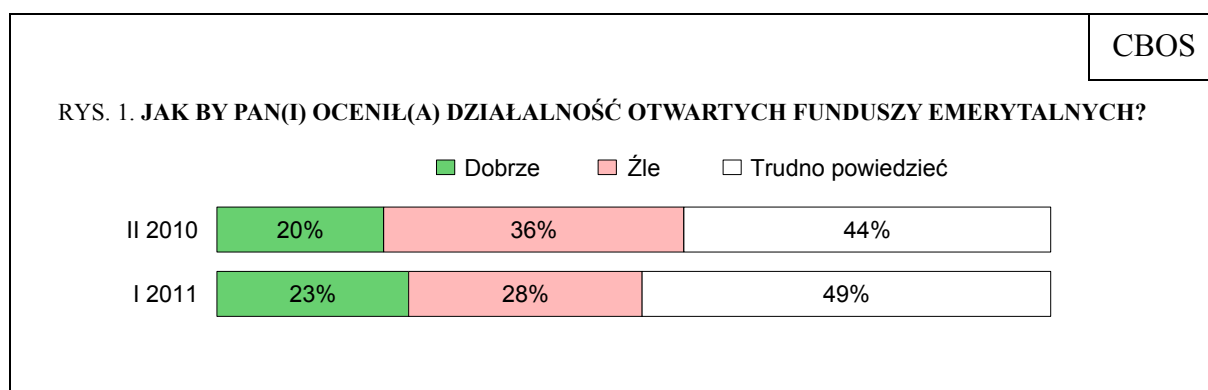 CBOS
RYS. 1. JAK BY PAN(I) OCENIŁ(A) DZIAŁALNOŚĆ OTWARTYCH FUNDUSZY EMERYTALNYCH?
Dobrze Źle Trudno powiedzieć
II 2010 20% 36% 44%
I 2011 23% 28% 49%